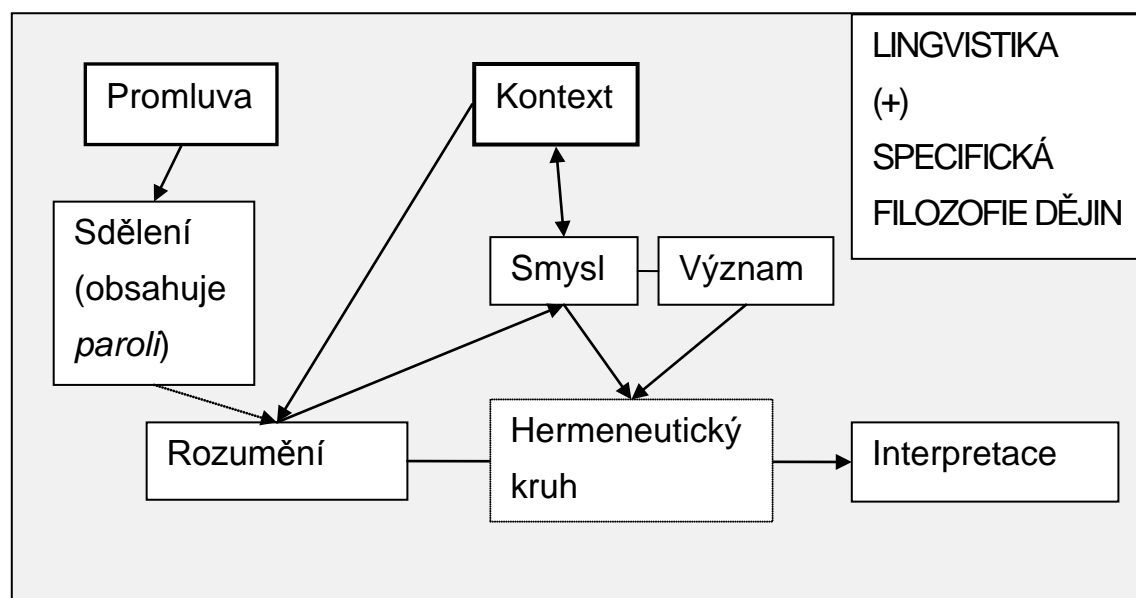 Promluva
Kontext
LINGVISTIKA
(+)
SPECIFICKÁ
FILOZOFIE DĚJIN
Sdělení
(obsahuje
paroli)
Smysl
Význam
Rozumění
Hermeneutický
kruh
Interpretace